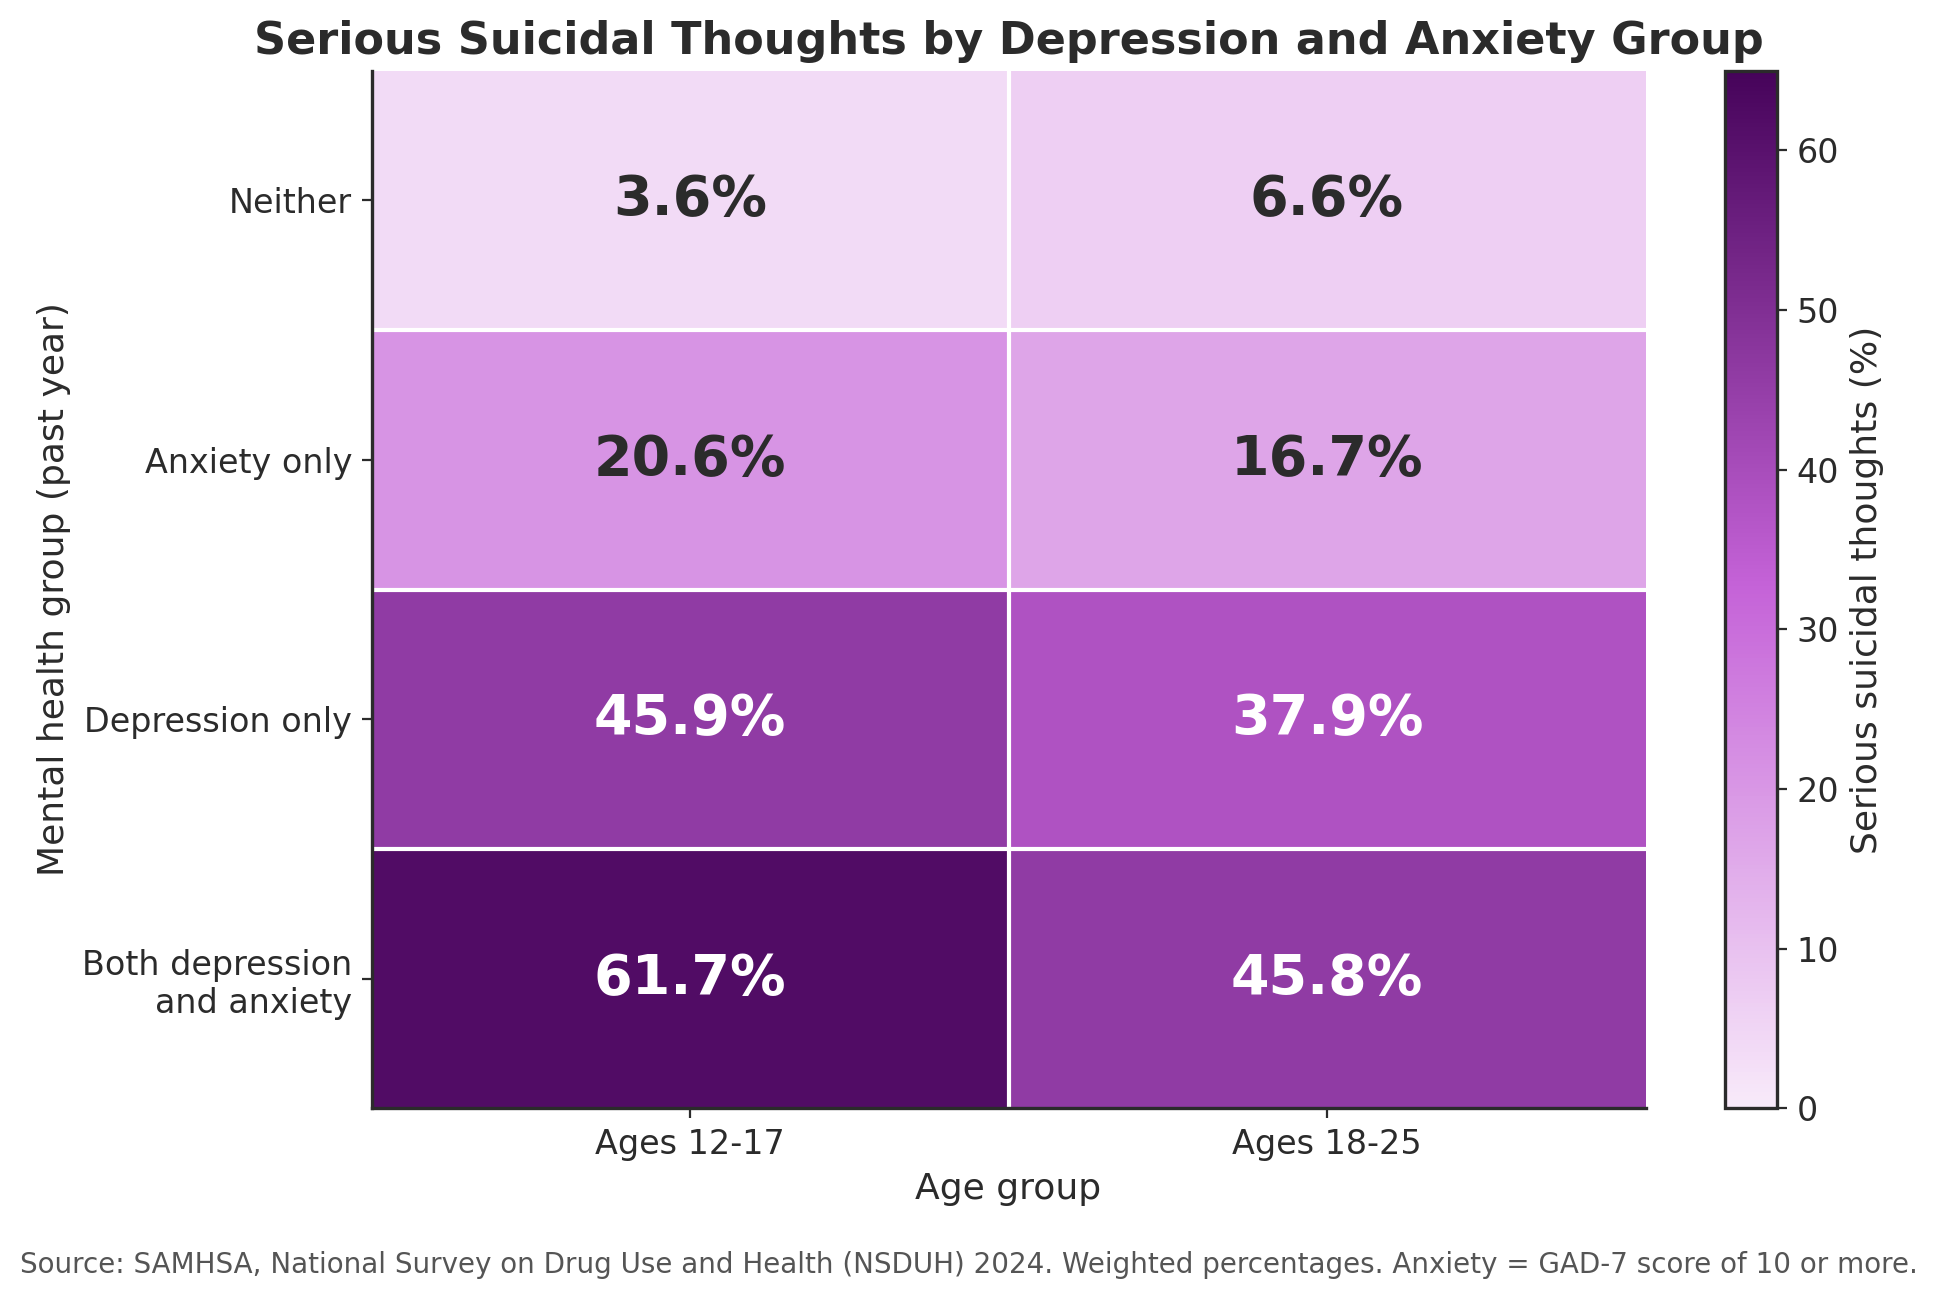 Serious Suicidal Thoughts by Depression and Anxiety Group
Mental health group (past year)
Neither
3.6%
6.6%
Anxiety only
20.6%
16.7%
Depression only
45.9%
37.9%
Both depression
and anxiety
61.7%
45.8%
Ages 12-17
Ages 18-25
Age group
60
50
40
30
20
10
0
Serious suicidal thoughts (%)
Source: SAMHSA, National Survey on Drug Use and Health (NSDUH) 2024. Weighted percentages. Anxiety = GAD-7 score of 10 or more.